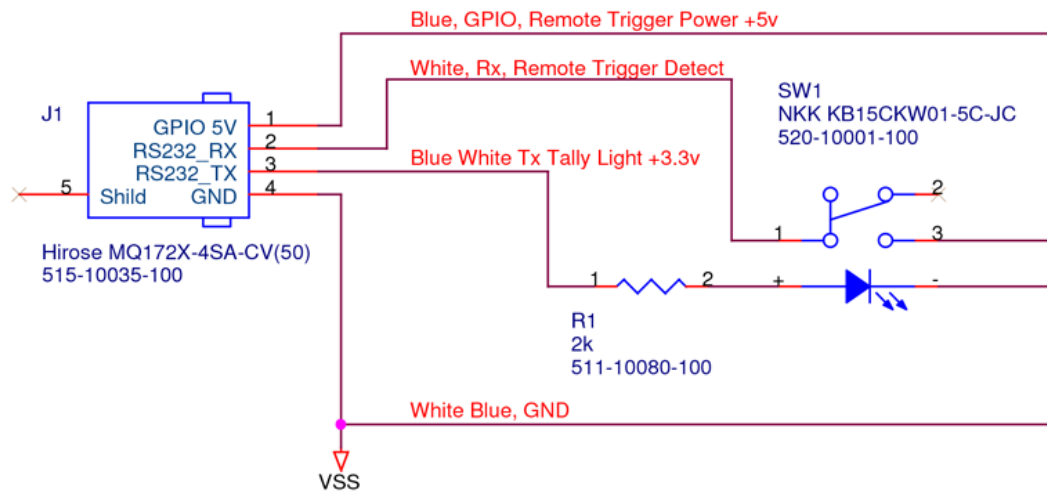 Blue, GPIO, Remote Trigger Power +5v
White, Rx, Remote Trigger Detect
SW1
NKK KB15CKW01-5C-JC
520-10001-100
J1
GPIO 5V
1
RS232_RX
2
RS232_TX
3
5
Shild
GND
4
Blue White Tx Tally Light +3.3v
2
1
3
Hirose MQ172X-4SA-CV(50)
515-10035-100
1
2
+
-
R1
2k
511-10080-100
White Blue, GND
VSS